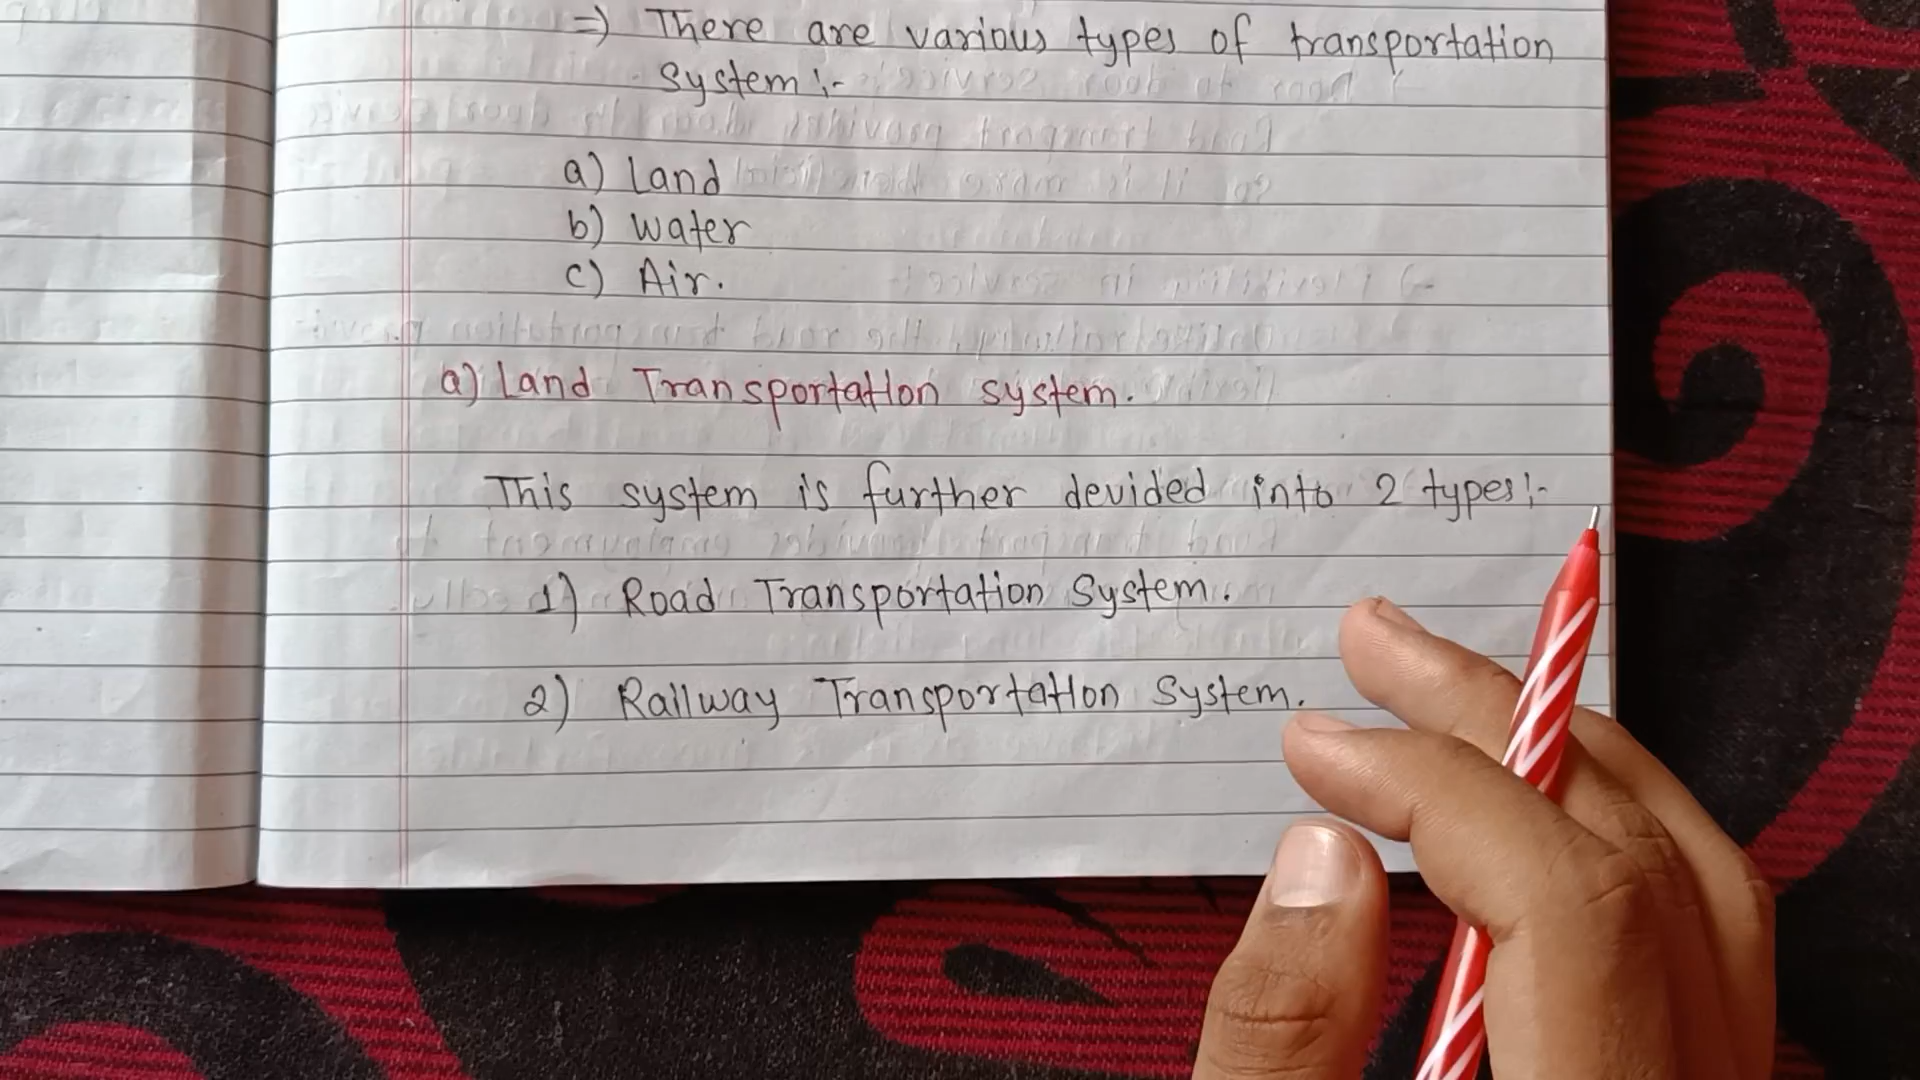 =) There are various types of transportation
system :-
a) Land
b) water
c) Air.
a) Land Transportation system.
This system is further devided into 2 types:-
1) Road Transportation System.
2) Railway Transportation System.